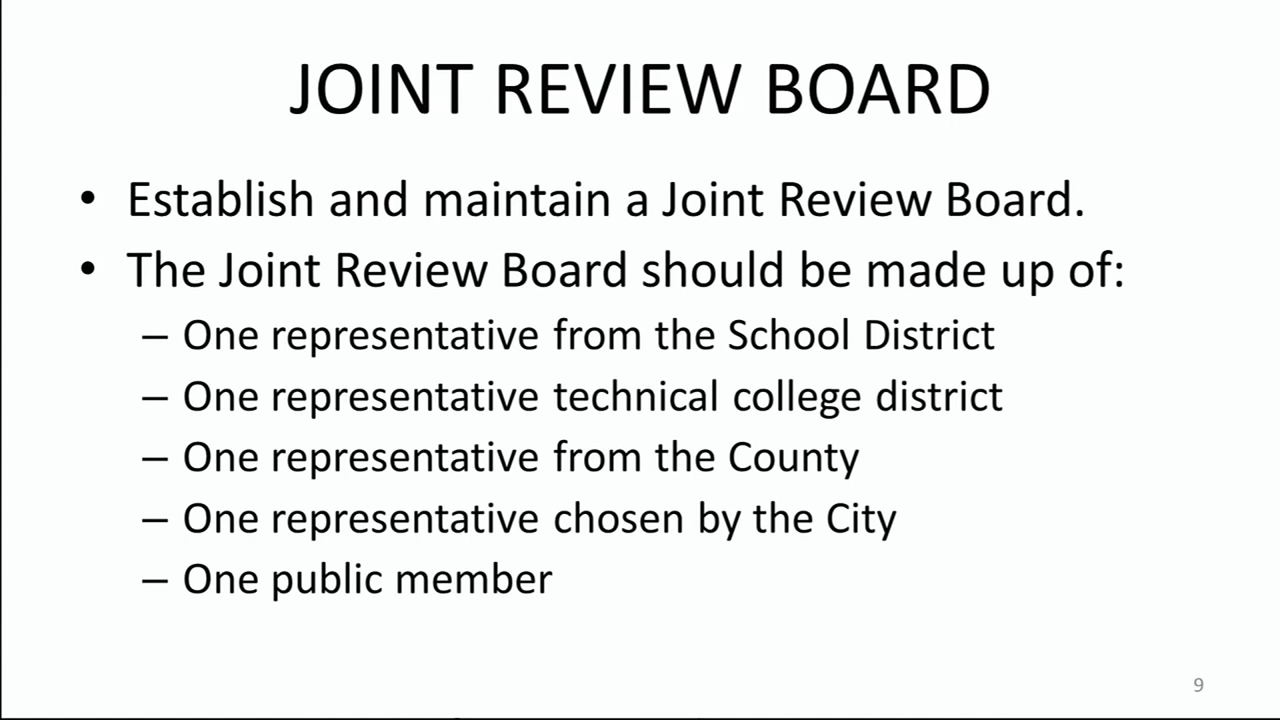 JOINT REVIEW BOARD
• Establish and maintain a Joint Review Board.
• The Joint Review Board should be made up of:
– One representative from the School District
– One representative technical college district
– One representative from the County
– One representative chosen by the City
– One public member
9